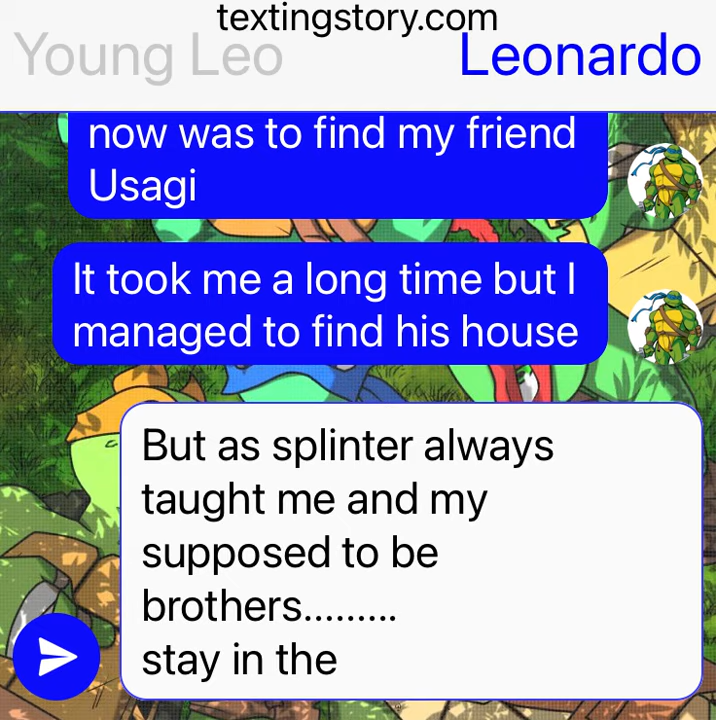 textingstory.com
Young Leo Leonardo
now was to find my friend
Usagi
It took me a long time but I
managed to find his house
But as splinter always
taught me and my
supposed to be
brothers.........
stay in the